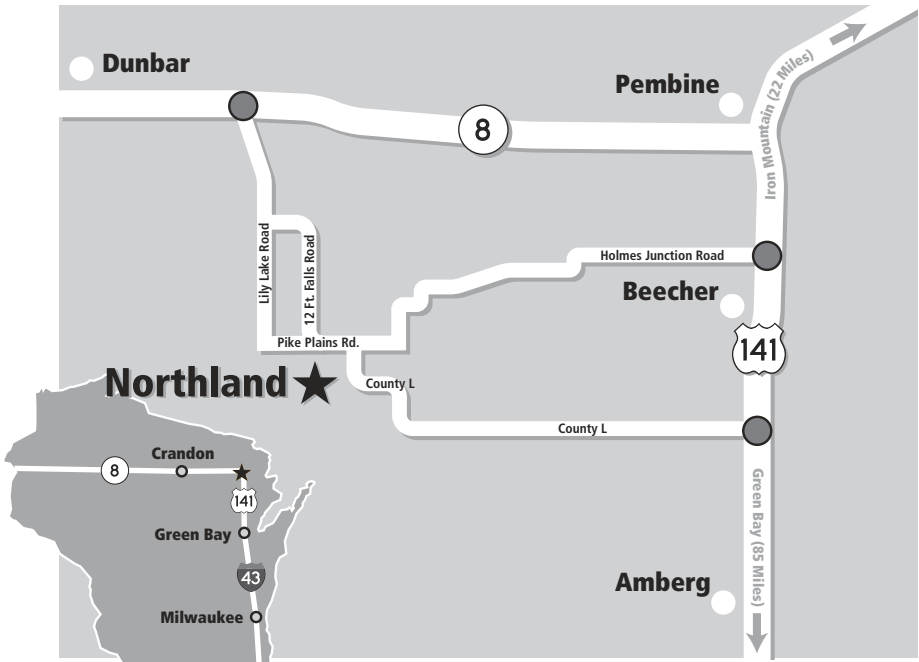 Dunbar
Pembine
8
Iron Mountain (22 Miles)
Lily Lake Road
12 Ft. Falls Road
Holmes Junction Road
Beecher
Pike Plains Rd.
141
Northland
County L
County L
Crandon
8
141
Green Bay
43
Milwaukee
Green Bay (85 Miles)
Amberg